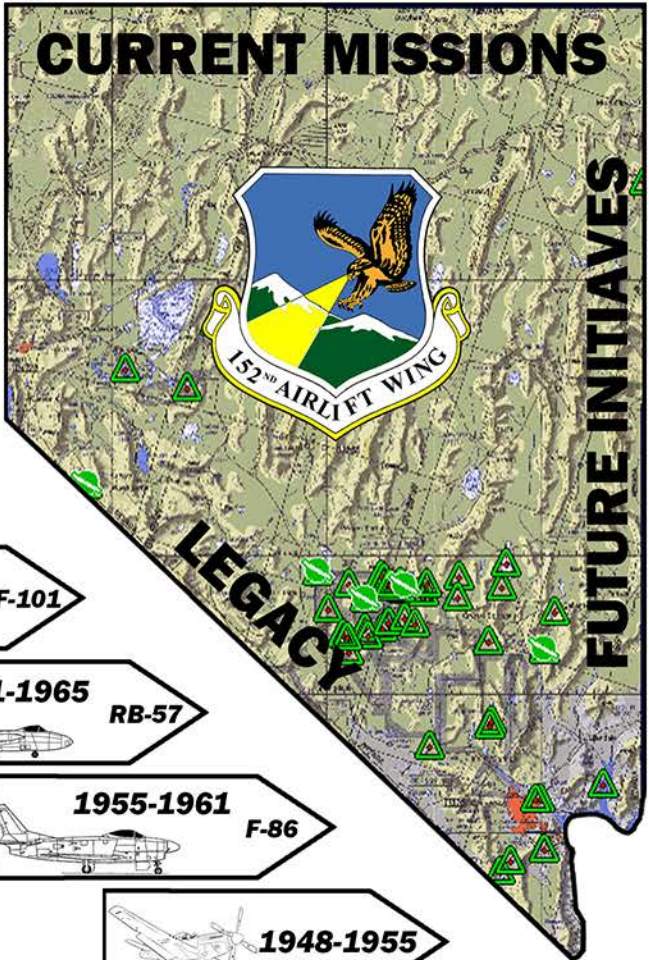 CURRENT MISSIONS
152ND AIRLIFT WING
FUTURE INITIAVES
LEGACY
F-101
-1965
RB-57
1955-1961
F-86
1948-1955